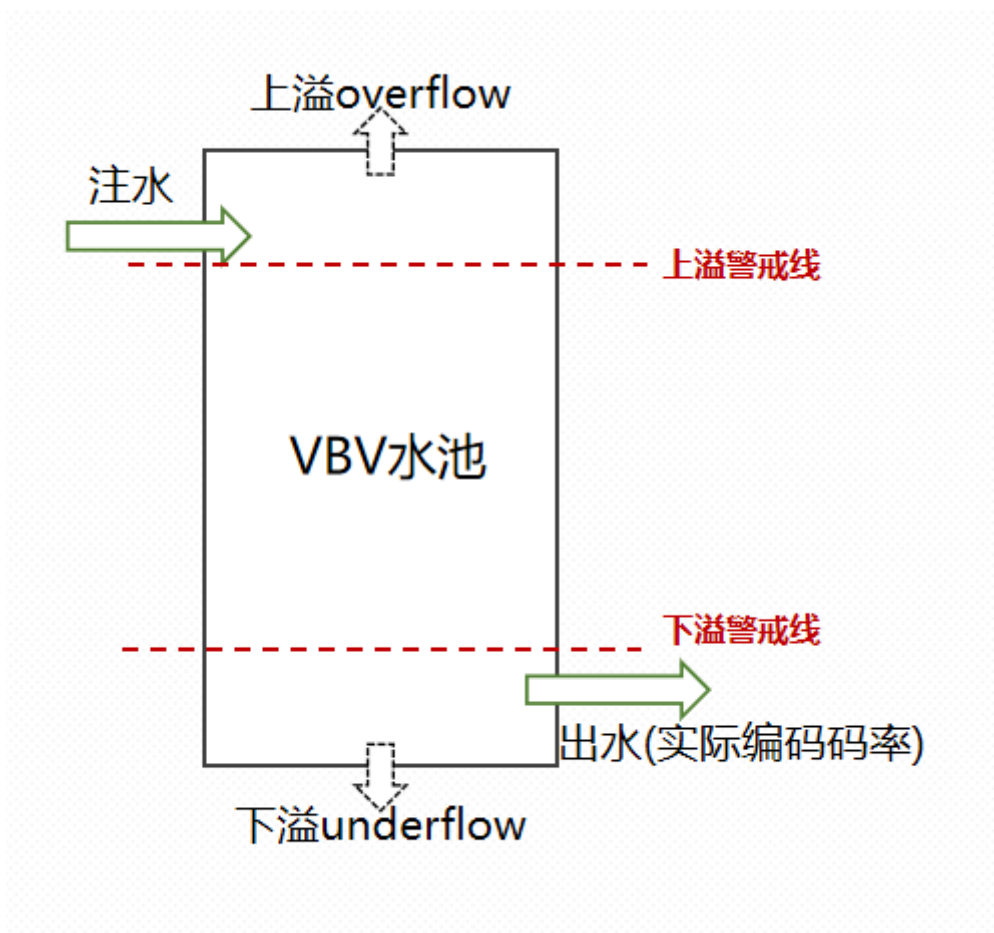 上溢overflow
注水
上溢警戒线
VBV水池
下溢警戒线
出水(实际编码码率)
下溢underflow